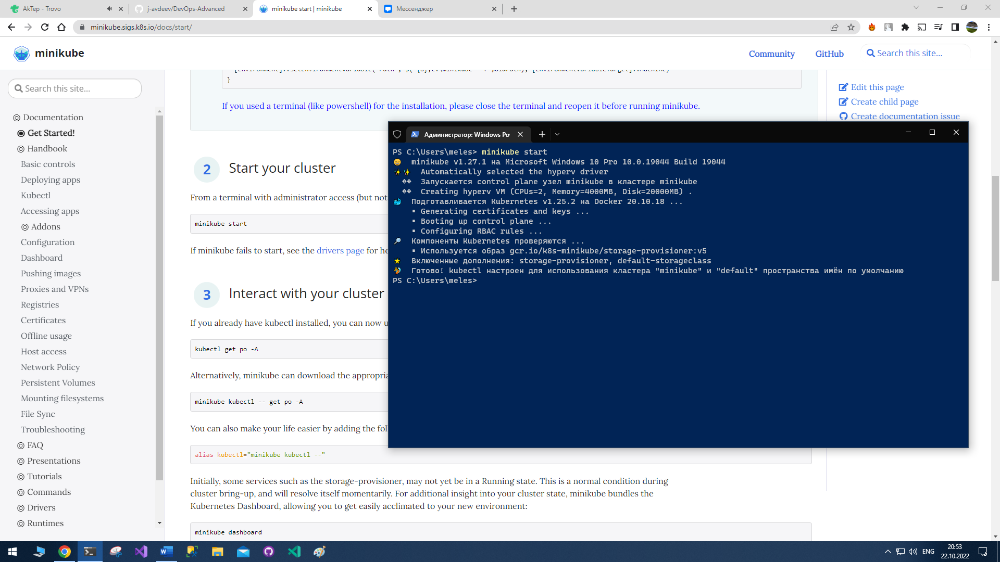 AkTep - Trovo
j-avdeev/DevOps-Advanced
minikube start | minikube
Мессенджер
minikube.sigs.k8s.io/docs/start/
minikube
Community
GitHub
Search this site...
Search this site...
Documentation
Get Started!
Handbook
Basic controls
Deploying apps
Kubectl
Accessing apps
Addons
Configuration
Dashboard
Pushing images
Proxies and VPNs
Registries
Certificates
Offline usage
Host access
Network Policy
Persistent Volumes
Mounting filesystems
File Sync
Troubleshooting
FAQ
Presentations
Tutorials
Commands
Drivers
Runtimes
}
If you used a terminal (like powershell) for the installation, please close the terminal and reopen it before running minikube.
2 Start your cluster
From a terminal with administrator access (but not
minikube start
If minikube fails to start, see the drivers page for he
3 Interact with your cluster
If you already have kubectl installed, you can now u
kubectl get po -A
Alternatively, minikube can download the appropria
minikube kubectl -- get po -A
You can also make your life easier by adding the fol
alias kubectl="minikube kubectl --"
Initially, some services such as the storage-provisioner, may not yet be in a Running state. This is a normal condition during
cluster bring-up, and will resolve itself momentarily. For additional insight into your cluster state, minikube bundles the
Kubernetes Dashboard, allowing you to get easily acclimated to your new environment:
minikube dashboard
Edit this page
Create child page
Create documentation issue
Администратор: Windows Po
PS C:\Users\meles> minikube start
😄 minikube v1.27.1 на Microsoft Windows 10 Pro 10.0.19044 Build 19044
✨✨ Automatically selected the hyperv driver
�� Запускается control plane узел minikube в кластере minikube
�� Creating hyperv VM (CPUs=2, Memory=4000MB, Disk=20000MB) .
🐳 Подготавливается Kubernetes v1.25.2 на Docker 20.10.18 ...
▪ Generating certificates and keys ...
▪ Booting up control plane ...
▪ Configuring RBAC rules ...
🔎 Компоненты Kubernetes проверяются ...
▪ Используется образ gcr.io/k8s-minikube/storage-provisioner:v5
🌟 Включенные дополнения: storage-provisioner, default-storageclass
🏄 Готово! kubectl настроен для использования кластера "minikube" и "default" пространства имён по умолчанию
PS C:\Users\meles>
ENG
20:53
22.10.2022